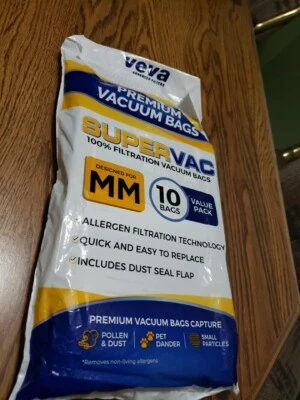 veva
ADVANCED FILTERS
PREMIUM
VACUUM BAGS
SUPERVAC
100% FILTRATION VACUUM BAGS
DESIGNED FOR
MM
10
BAGS
VALUE
PACK
ALLERGEN FILTRATION TECHNOLOGY
QUICK AND EASY TO REPLACE
INCLUDES DUST SEAL FLAP
PREMIUM VACUUM BAGS CAPTURE
POLLEN
& DUST
PET
DANDER
SMALL
PARTICLES
*Removes non-living allergens